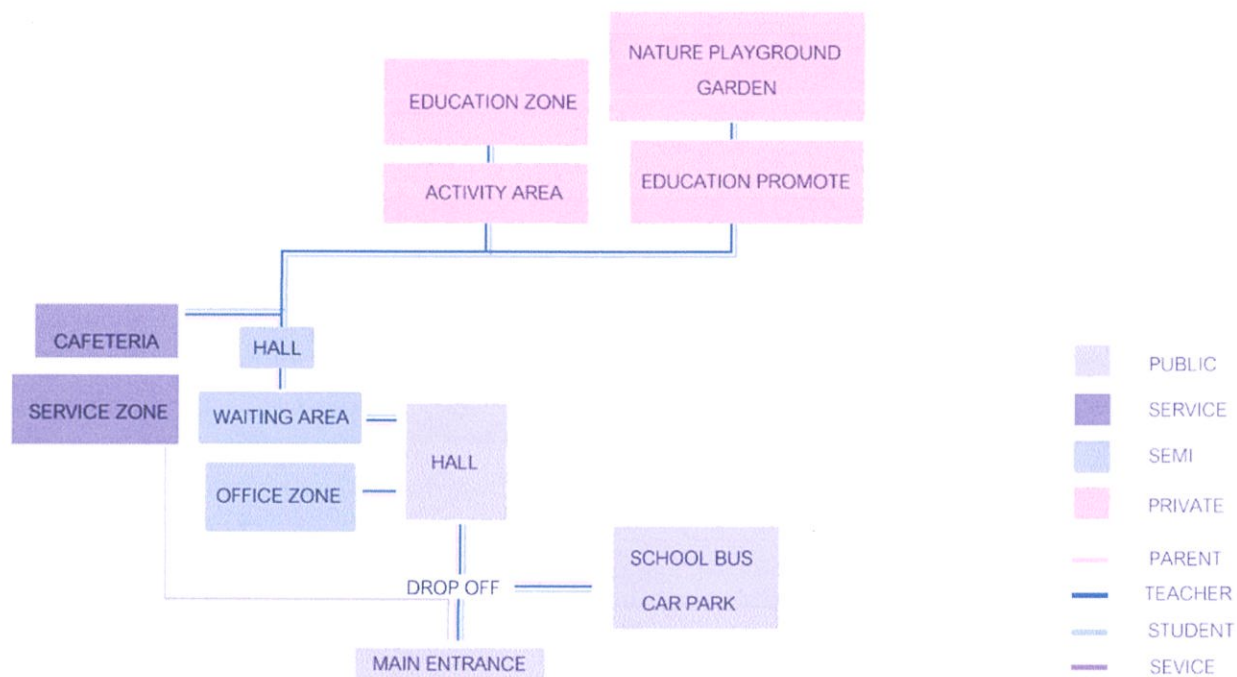 NATURE PLAYGROUND
GARDEN
EDUCATION ZONE
EDUCATION PROMOTE
ACTIVITY AREA
CAFETERIA
HALL
SERVICE ZONE
WAITING AREA
HALL
OFFICE ZONE
SCHOOL BUS
CAR PARK
DROP OFF
MAIN ENTRANCE
PUBLIC
SERVICE
SEMI
PRIVATE
PARENT
TEACHER
STUDENT
SEVICE